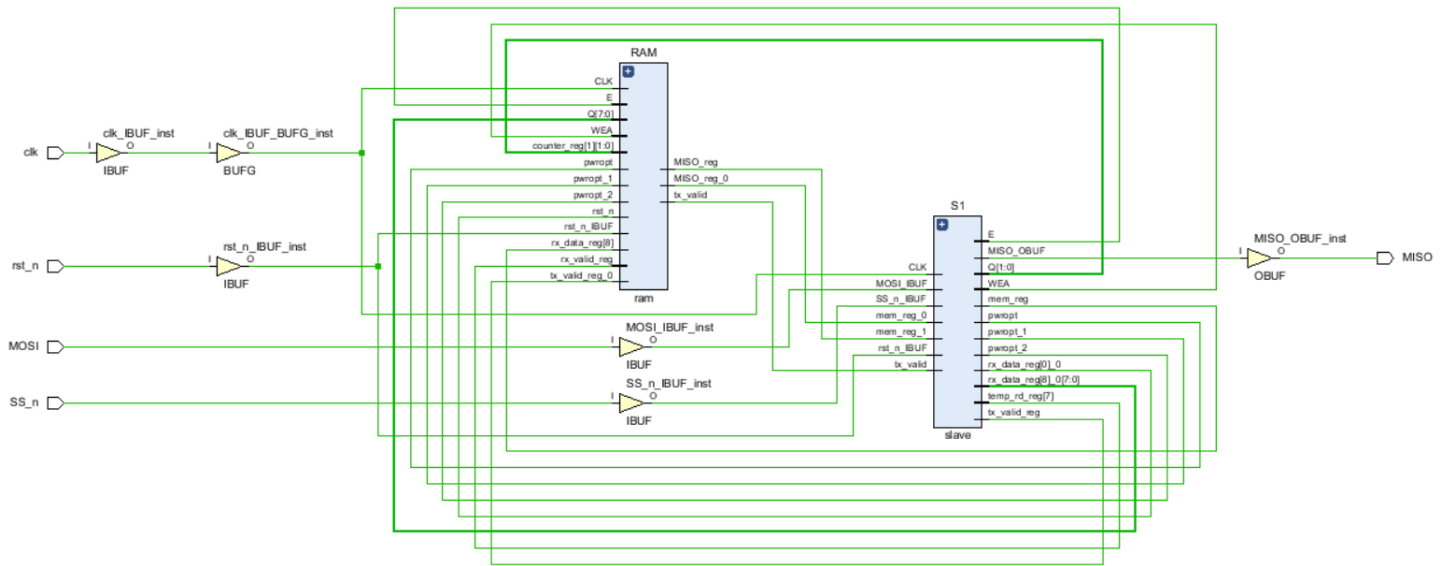 RAM
CLK
E
Q[7:0]
WEA
counter_reg[1][1:0]
pwropt
pwropt_1
pwropt_2
rst_n
rst_n_IBUF
rx_data_reg[8]
rx_valid_reg
tx_valid_reg_0
MISO_reg
MISO_reg_0
tx_valid
ram
clk
I
clk_IBUF_inst
O
IBUF
I
clk_IBUF_BUFG_inst
O
BUFG
rst_n
I
rst_n_IBUF_inst
O
IBUF
MOSI
I
MOSI_IBUF_inst
O
IBUF
SS_n
I
SS_n_IBUF_inst
O
IBUF
S1
CLK
MOSI_IBUF
SS_n_IBUF
mem_reg_0
mem_reg_1
rst_n_IBUF
tx_valid
E
MISO_OBUF
Q[1:0]
WEA
mem_reg
pwropt
pwropt_1
pwropt_2
rx_data_reg[0]_0
rx_data_reg[8]_0[7:0]
temp_rd_reg[7]
tx_valid_reg
slave
I
MISO_OBUF_inst
O
OBUF
MISO